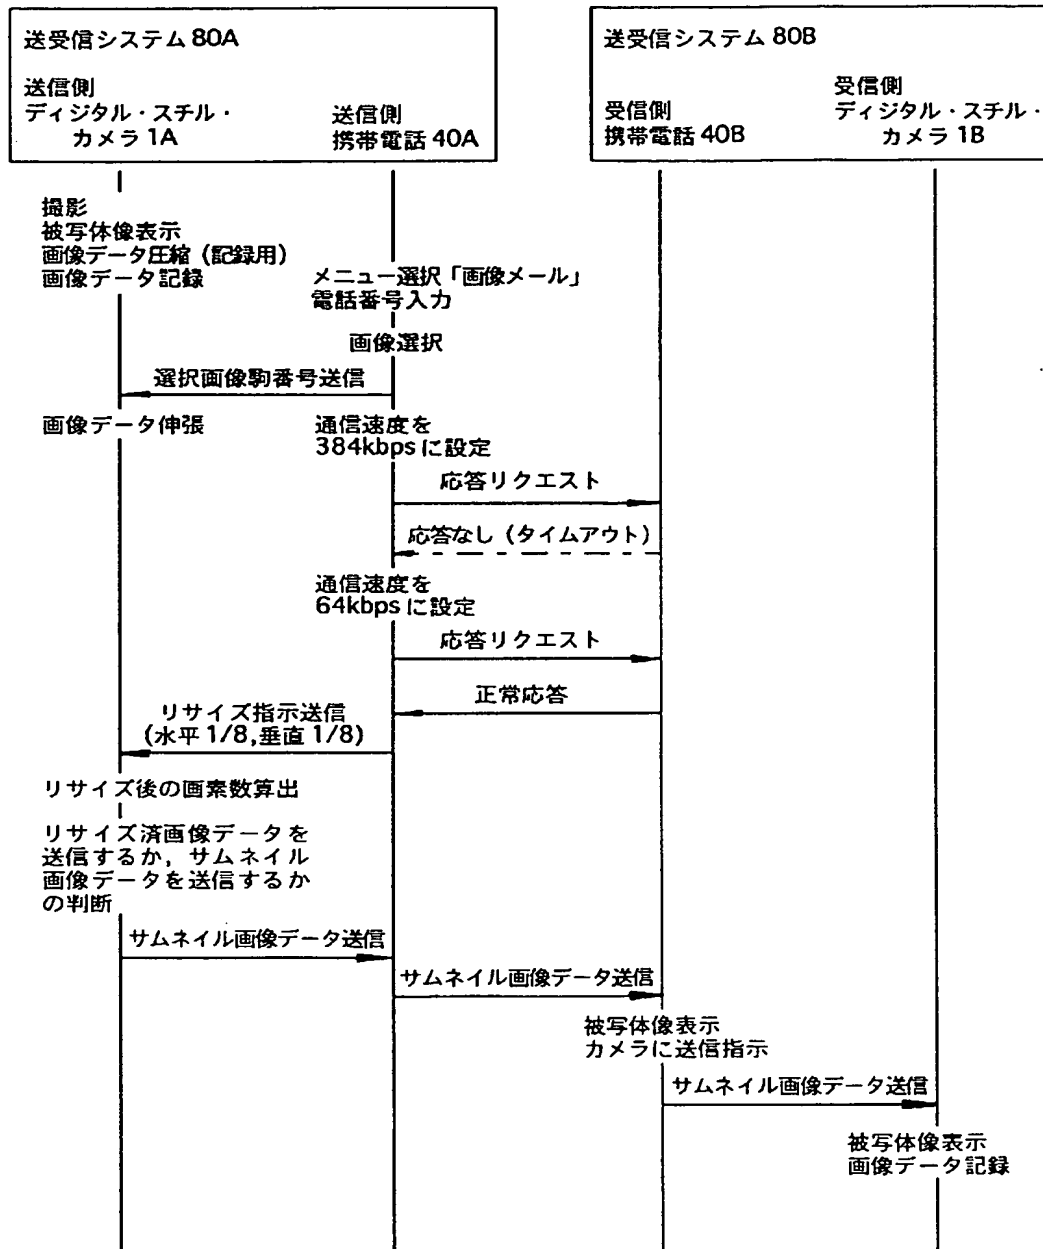 送受信システム 80A
送信側
ディジタル・スチル・
カメラ 1A
送信側
携帯電話 40A
送受信システム 80B
受信側
携帯電話 40B
受信側
ディジタル・スチル・
カメラ 1B
撮影
被写体像表示
画像データ圧縮（記録用）
画像データ記録
メニュー選択「画像メール」
電話番号入力
画像選択
選択画像駒番号送信
画像データ伸張
通信速度を
384kbpsに設定
応答リクエスト
応答なし（タイムアウト）
通信速度を
64kbpsに設定
応答リクエスト
正常応答
リサイズ指示送信
(水平 1/8,垂直 1/8)
リサイズ後の画素数算出
リサイズ済画像データを
送信するか，サムネイル
画像データを送信するか
の判断
サムネイル画像データ送信
サムネイル画像データ送信
被写体像表示
カメラに送信指示
サムネイル画像データ送信
被写体像表示
画像データ記録